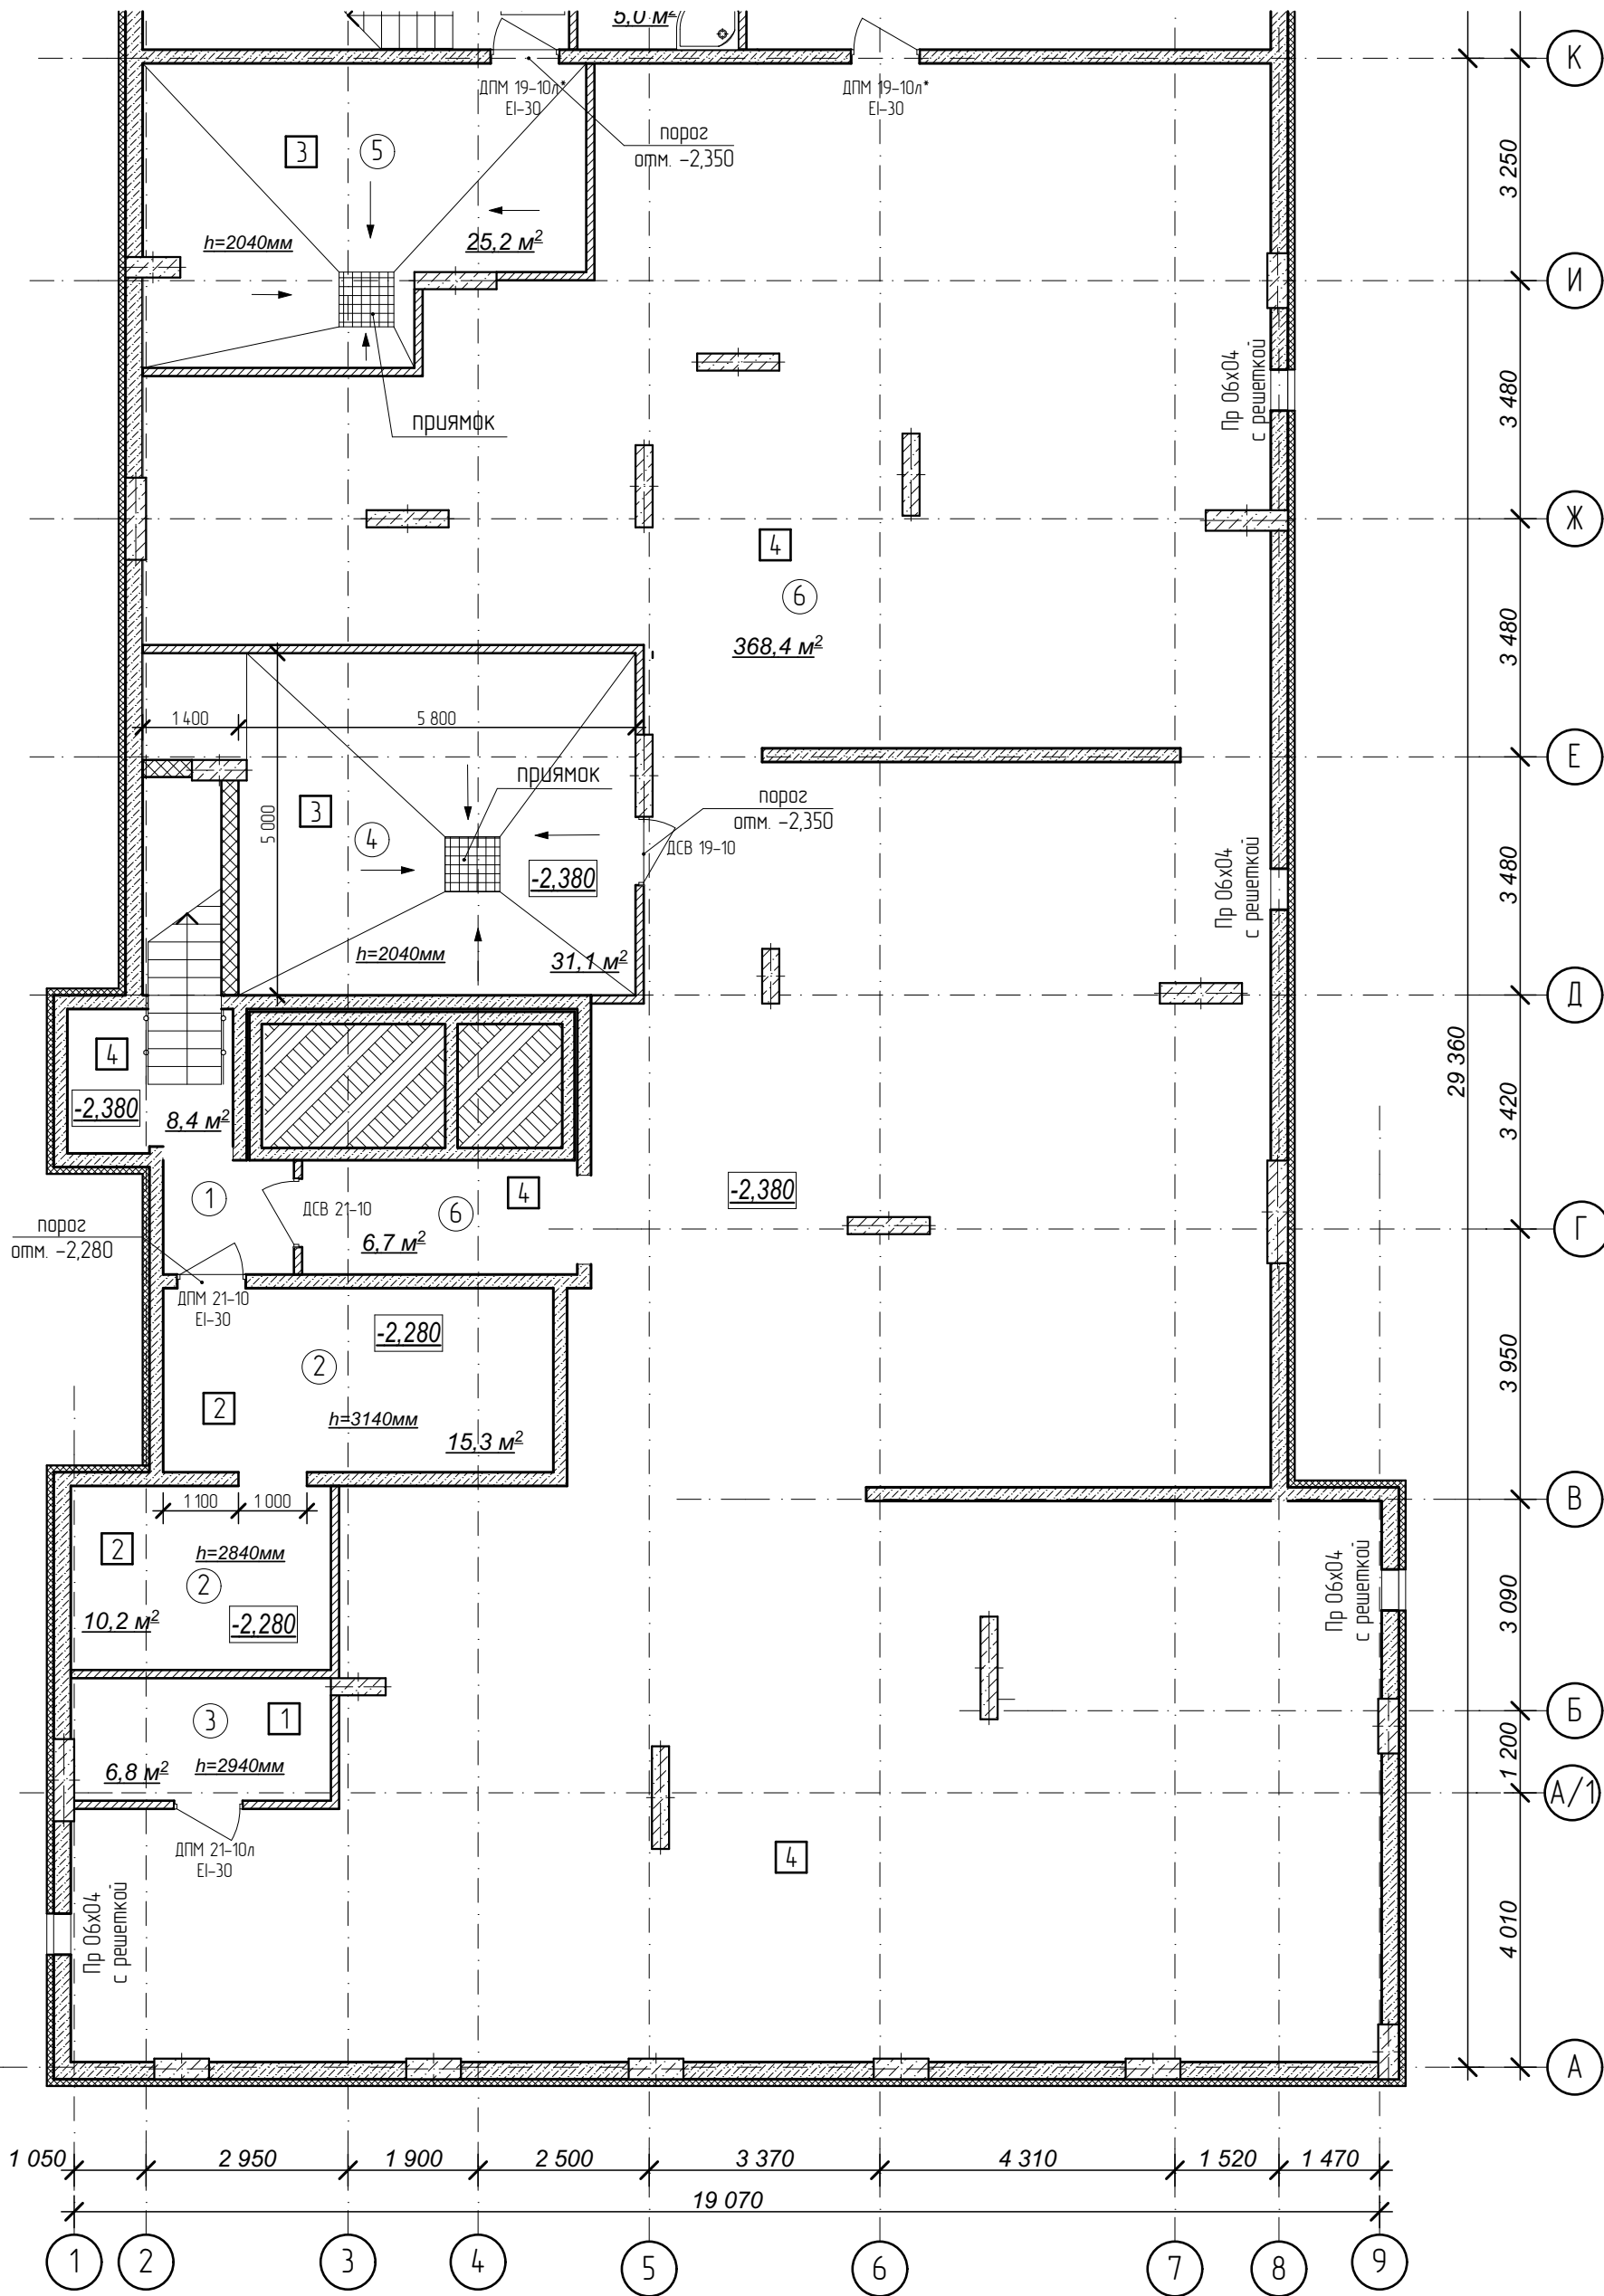 5,0 м²
К
ДПМ 19-10л*
EI-30
ДПМ 19-10л*
EI-30
порог
отм. -2,350
3
5
3 250
h=2040мм
25,2 м²
И
Пр 06х04
с решеткой
3 480
приямок
Ж
4
6
368,4 м²
3 480
1 400
5 800
Е
приямок
порог
отм. -2,350
3
4
5 000
ДСВ 19-10
-2,380
Пр 06х04
с решеткой
3 480
h=2040мм
31,1 м²
Д
29 360
4
-2,380
8,4 м²
3 420
1
ДСВ 21-10
6
4
-2,380
6,7 м²
порог
отм. -2,280
Г
ДПМ 21-10
EI-30
-2,280
2
3 950
2
h=3140мм
15,3 м²
1 100
1 000
В
2
h=2840мм
2
10,2 м²
-2,280
Пр 06х04
с решеткой
3 090
3
1
Б
6,8 м²
h=2940мм
1 200
А/1
ДПМ 21-10л
EI-30
4
Пр 06х04
с решеткой
4 010
А
1 050
2 950
1 900
2 500
3 370
4 310
1 520
1 470
19 070
1
2
3
4
5
6
7
8
9